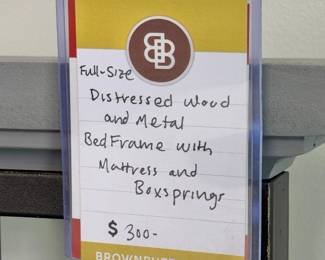 Full-Size
Distressed Wood
and Metal
Bed Frame with
Mattress and
Boxsprings
$ 300-